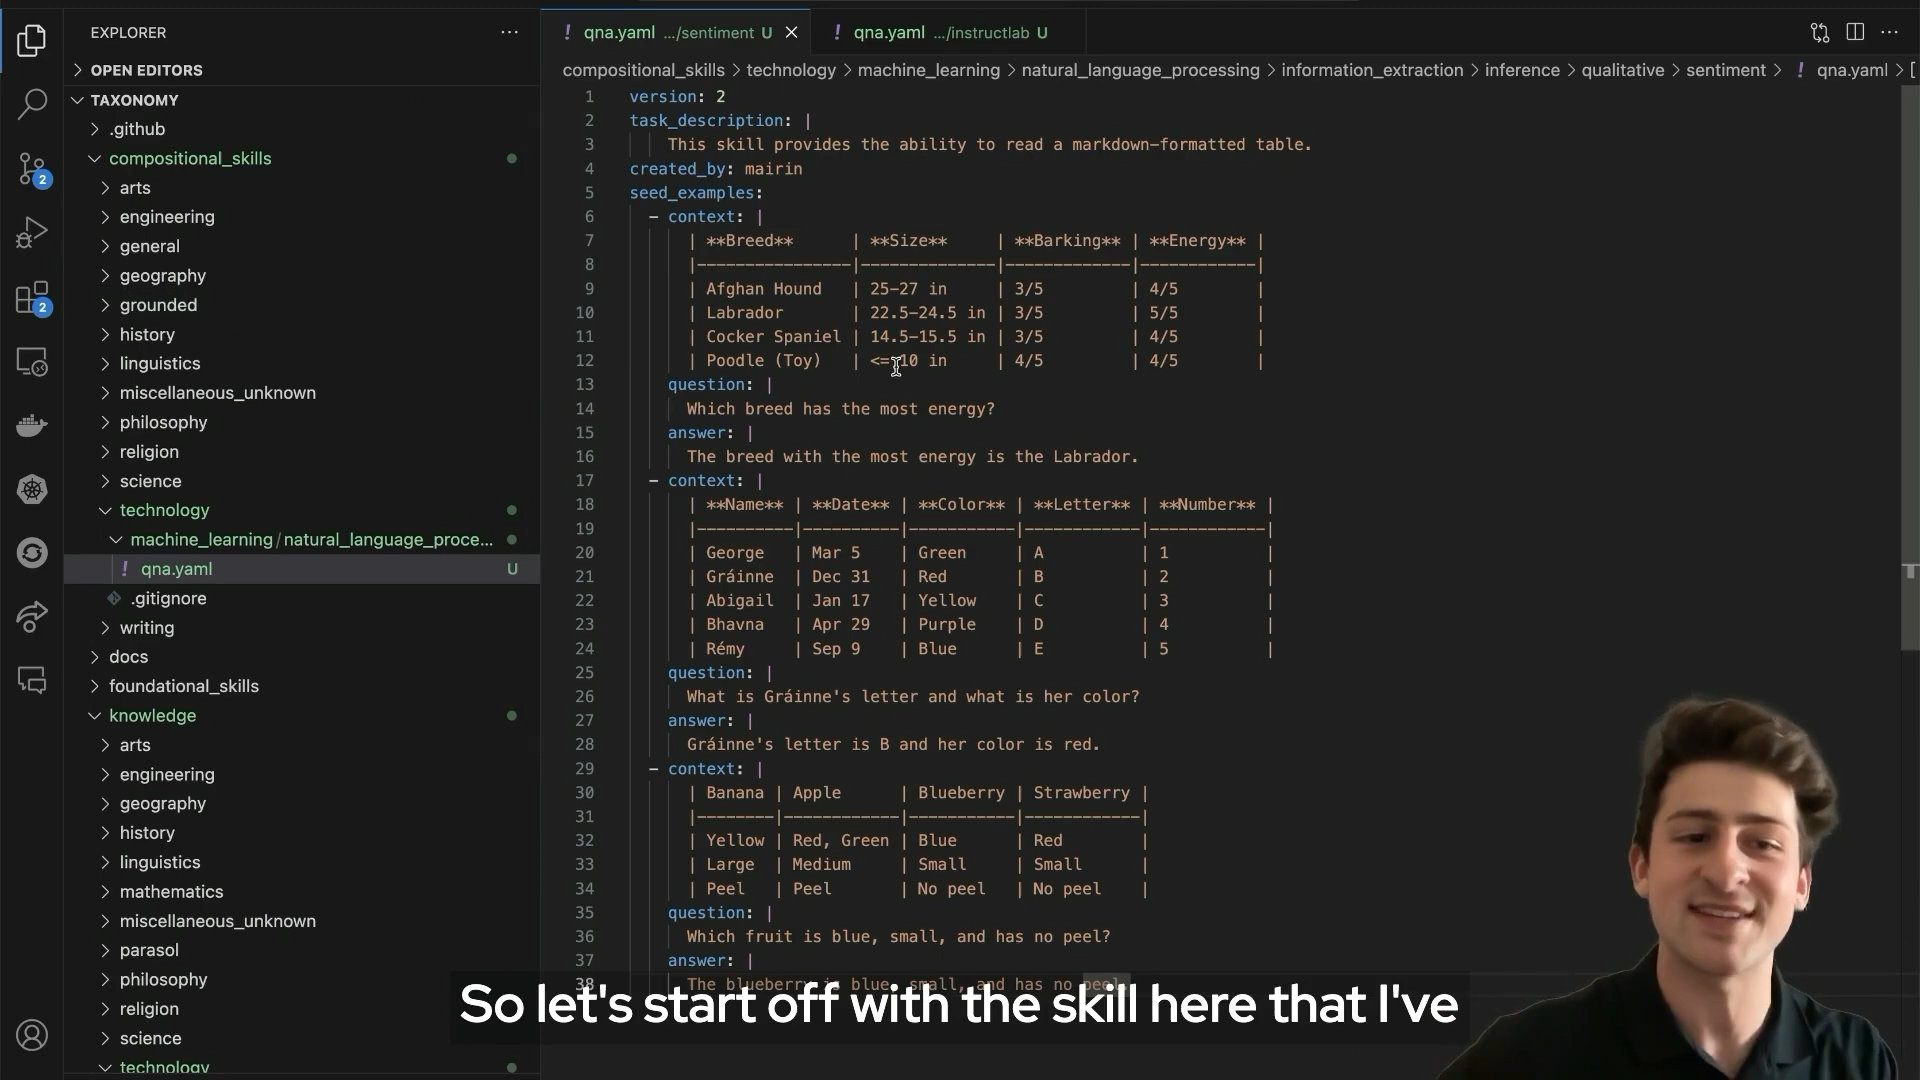 EXPLORER
OPEN EDITORS
TAXONOMY
.github
compositional_skills
arts
engineering
general
geography
grounded
history
linguistics
miscellaneous_unknown
philosophy
religion
science
technology
machine_learning/natural_language_proce...
! qna.yaml U
.gitignore
writing
docs
foundational_skills
knowledge
arts
engineering
geography
history
linguistics
mathematics
miscellaneous_unknown
parasol
philosophy
religion
science
technology
2
2
! qna.yaml .../sentiment U
! qna.yaml .../instructlab U
compositional_skills > technology > machine_learning > natural_language_processing > information_extraction > inference > qualitative > sentiment > ! qna.yaml > [
1 version: 2
2 task_description: |
3 This skill provides the ability to read a markdown-formatted table.
4 created_by: mairin
5 seed_examples:
6 - context: |
7 | **Breed** | **Size** | **Barking** | **Energy** |
8 |----------------|--------------|-------------|------------|
9 | Afghan Hound | 25-27 in | 3/5 | 4/5 |
10 | Labrador | 22.5-24.5 in | 3/5 | 5/5 |
11 | Cocker Spaniel | 14.5-15.5 in | 3/5 | 4/5 |
12 | Poodle (Toy) | <= 10 in | 4/5 | 4/5 |
13 question: |
14 Which breed has the most energy?
15 answer: |
16 The breed with the most energy is the Labrador.
17 - context: |
18 | **Name** | **Date** | **Color** | **Letter** | **Number** |
19 |----------|----------|-----------|------------|------------|
20 | George | Mar 5 | Green | A | 1 |
21 | Gráinne | Dec 31 | Red | B | 2 |
22 | Abigail | Jan 17 | Yellow | C | 3 |
23 | Bhavna | Apr 29 | Purple | D | 4 |
24 | Rémy | Sep 9 | Blue | E | 5 |
25 question: |
26 What is Gráinne's letter and what is her color?
27 answer: |
28 Gráinne's letter is B and her color is red.
29 - context: |
30 | Banana | Apple | Blueberry | Strawberry |
31 |--------|------------|-----------|------------|
32 | Yellow | Red, Green | Blue | Red |
33 | Large | Medium | Small | Small |
34 | Peel | Peel | No peel | No peel |
35 question: |
36 Which fruit is blue, small, and has no peel?
37 answer: |
38 The blueberry is blue, small, and has no peel.
So let's start off with the skill here that I've